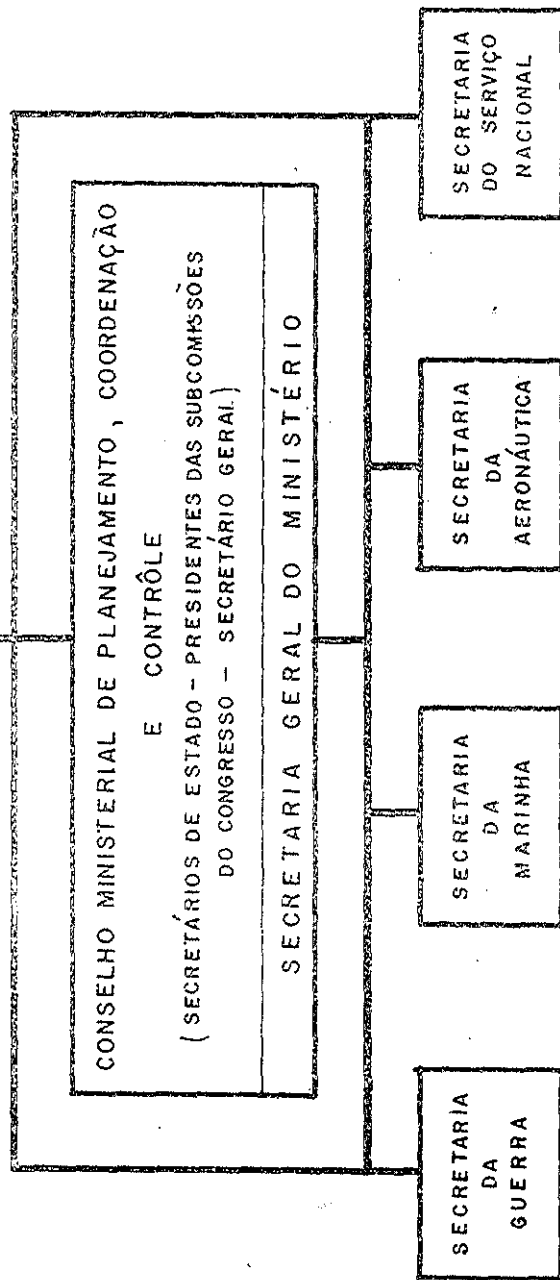 CONSELHO MINISTERIAL DE PLANEJAMENTO, COORDENAÇÃO
E CONTRÔLE
(SECRETÁRIOS DE ESTADO - PRESIDENTES DAS SUBCOMISSÕES
DO CONGRESSO - SECRETÁRIO GERAL)
SECRETARIA GERAL DO MINISTÉRIO
SECRETARIA
DA
GUERRA
SECRETARIA
DA
MARINHA
SECRETARIA
DA
AERONÁUTICA
SECRETARIA
DO SERVIÇO
NACIONAL